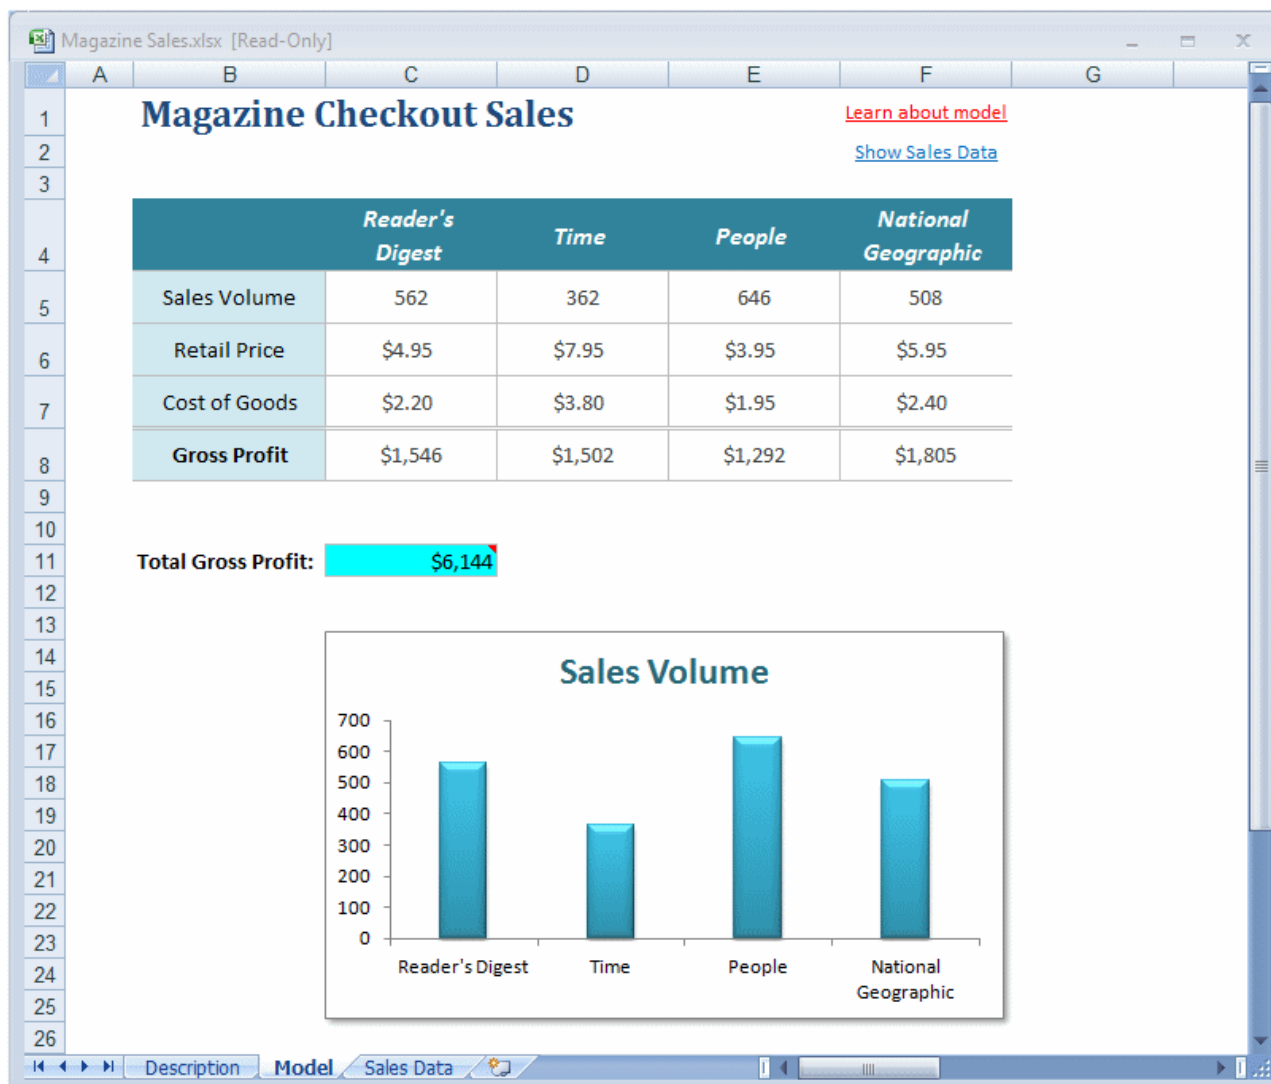 Magazine Sales.xlsx [Read-Only]
A B C D E F G
1 Magazine Checkout Sales Learn about model
2 Show Sales Data
3
4 Reader's Digest Time People National Geographic
5 Sales Volume 562 362 646 508
6 Retail Price $4.95 $7.95 $3.95 $5.95
7 Cost of Goods $2.20 $3.80 $1.95 $2.40
8 Gross Profit $1,546 $1,502 $1,292 $1,805
9
10
11 Total Gross Profit: $6,144
12
13
14 Sales Volume
15
16 700
17 600
18 500
19 400
20 300
21 200
22 100
23 0
24 Reader's Digest Time People National
25 Geographic
26
Description Model Sales Data